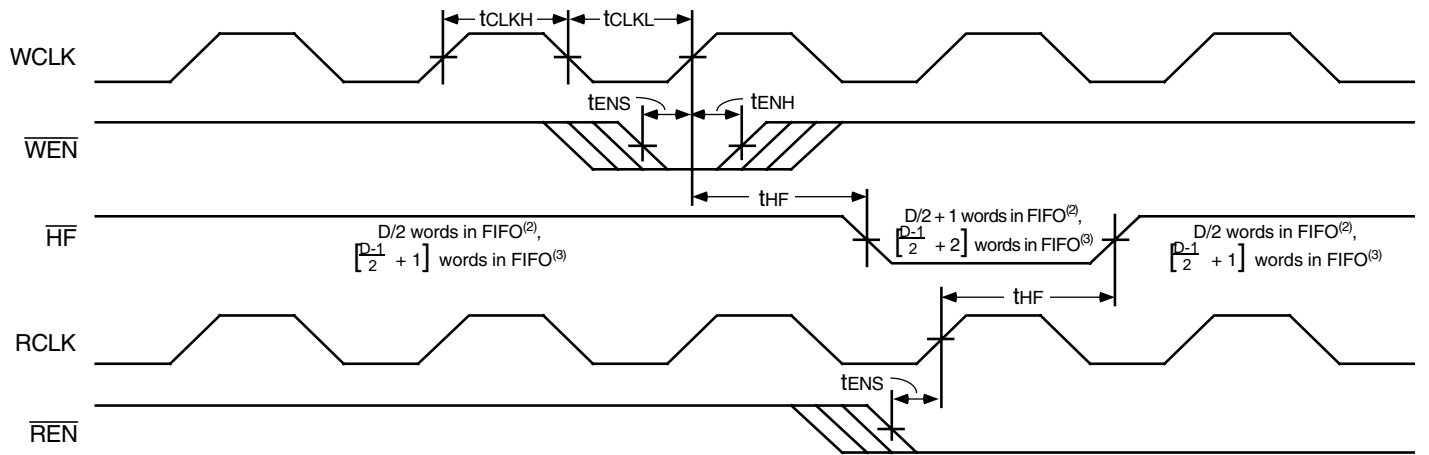 tCLKH tCLKL
WCLK
tENS tENH
WEN
tHF
HF
D/2 words in FIFO(2),
[D-1/2 + 1] words in FIFO(3)
D/2 + 1 words in FIFO(2),
[D-1/2 + 2] words in FIFO(3)
D/2 words in FIFO(2),
[D-1/2 + 1] words in FIFO(3)
tHF
RCLK
tENS
REN